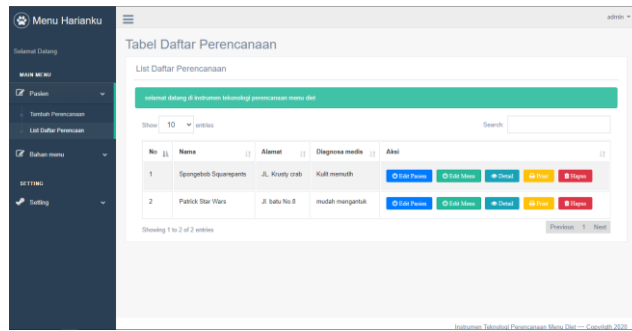 Menu Harianku
admin
Selamat Datang
Tabel Daftar Perencanaan
MAIN MENU
List Daftar Perencanaan
Pasien
selamat datang di instrumen tekonologi perencanaan menu diet
Tambah Perencanaan
List Daftar Perencaan
Show 10 entries
Search:
Bahan menu
No Nama Alamat Diagnosa medis Aksi
1 Spongebob Squarepants JL. Krusty crab Kulit memutih Edit Pasien Edit Menu Detail Print Hapus
SETTING
Setting
2 Patrick Star Wars Jl. batu No.8 mudah mengantuk Edit Pasien Edit Menu Detail Print Hapus
Showing 1 to 2 of 2 entries
Previous 1 Next
Instrumen Teknologi Perencanaan Menu Diet — Copyrigth 2020